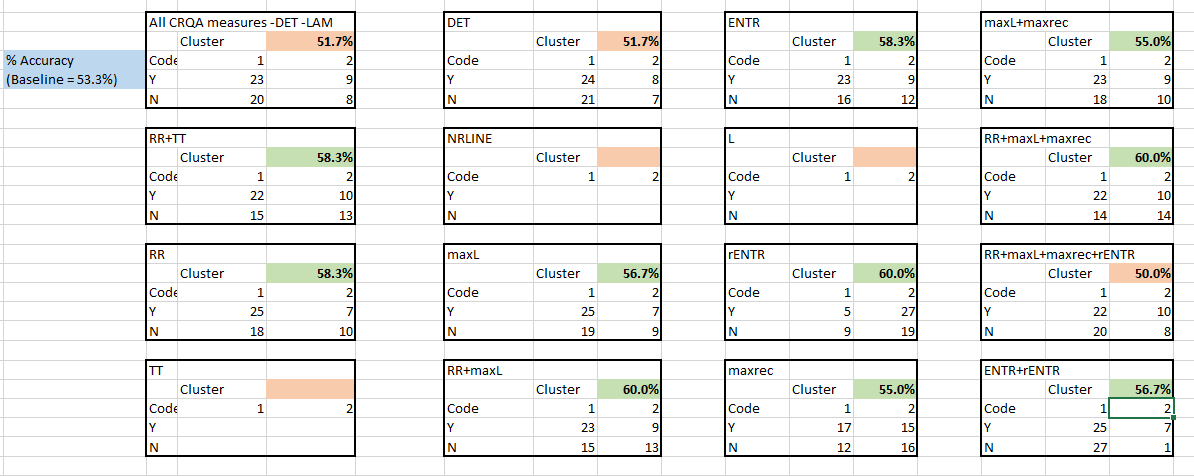 All CRQA measures -DET -LAM DET ENTR maxL+maxrec
Cluster 51.7% Cluster 51.7% Cluster 58.3% Cluster 55.0%
% Accuracy Code 1 2 Code 1 2 Code 1 2 Code 1 2
(Baseline = 53.3%) Y 23 9 Y 24 8 Y 23 9 Y 23 9
N 20 8 N 21 7 N 16 12 N 18 10
RR+TT NRLINE L RR+maxL+maxrec
Cluster 58.3% Cluster Cluster Cluster 60.0%
Code 1 2 Code 1 2 Code 1 2 Code 1 2
Y 22 10 Y Y Y 22 10
N 15 13 N N N 14 14
RR maxL rENTR RR+maxL+maxrec+rENTR
Cluster 58.3% Cluster 56.7% Cluster 60.0% Cluster 50.0%
Code 1 2 Code 1 2 Code 1 2 Code 1 2
Y 25 7 Y 25 7 Y 5 27 Y 22 10
N 18 10 N 19 9 N 9 19 N 20 8
TT RR+maxL maxrec ENTR+rENTR
Cluster Cluster 60.0% Cluster 55.0% Cluster 56.7%
Code 1 2 Code 1 2 Code 1 2 Code 1 2
Y Y 23 9 Y 17 15 Y 25 7
N N 15 13 N 12 16 N 27 1